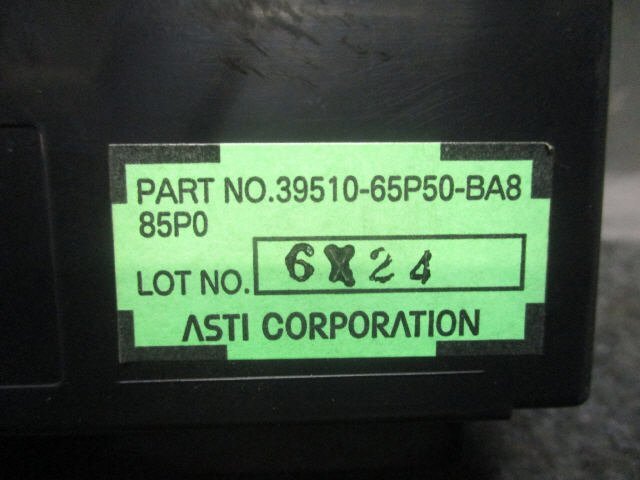 PART NO.39510-65P50-BA8
85P0
LOT NO. 6X24
ASTI CORPORATION